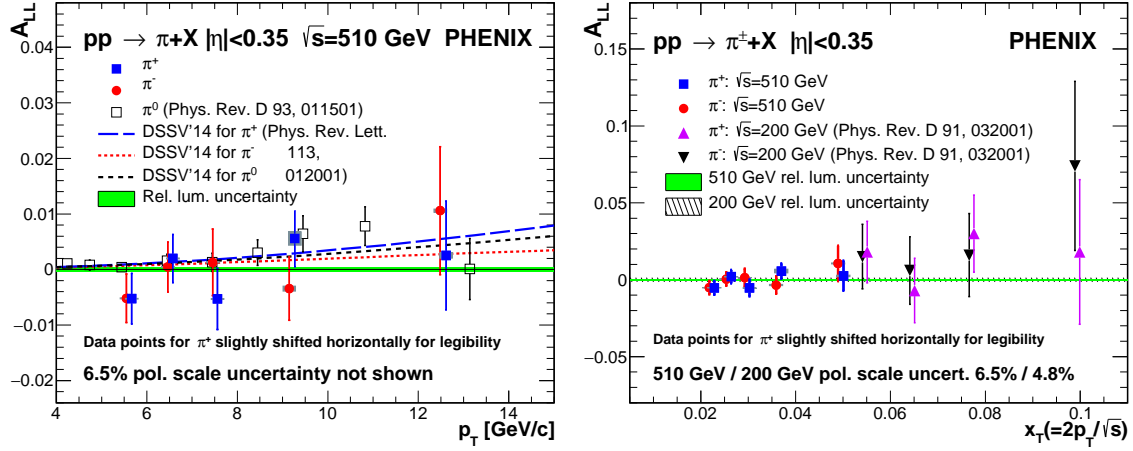 A_LL
pp → π+X |η|<0.35 √s=510 GeV PHENIX
π⁺
π⁻
π⁰ (Phys. Rev. D 93, 011501)
DSSV'14 for π⁺ (Phys. Rev. Lett.
DSSV'14 for π⁻ 113,
DSSV'14 for π⁰ 012001)
Rel. lum. uncertainty
0.04
0.02
0
−0.02
Data points for π⁺ slightly shifted horizontally for legibility
6.5% pol. scale uncertainty not shown
4 6 8 10 12 14
p_T [GeV/c]
A_LL
pp → π±+X |η|<0.35 PHENIX
π⁺: √s=510 GeV
π⁻: √s=510 GeV
π⁺: √s=200 GeV (Phys. Rev. D 91, 032001)
π⁻: √s=200 GeV (Phys. Rev. D 91, 032001)
510 GeV rel. lum. uncertainty
200 GeV rel. lum. uncertainty
0.15
0.1
0.05
0
−0.05
Data points for π⁺ slightly shifted horizontally for legibility
510 GeV / 200 GeV pol. scale uncert. 6.5% / 4.8%
0.02 0.04 0.06 0.08 0.1
x_T(=2p_T/√s)